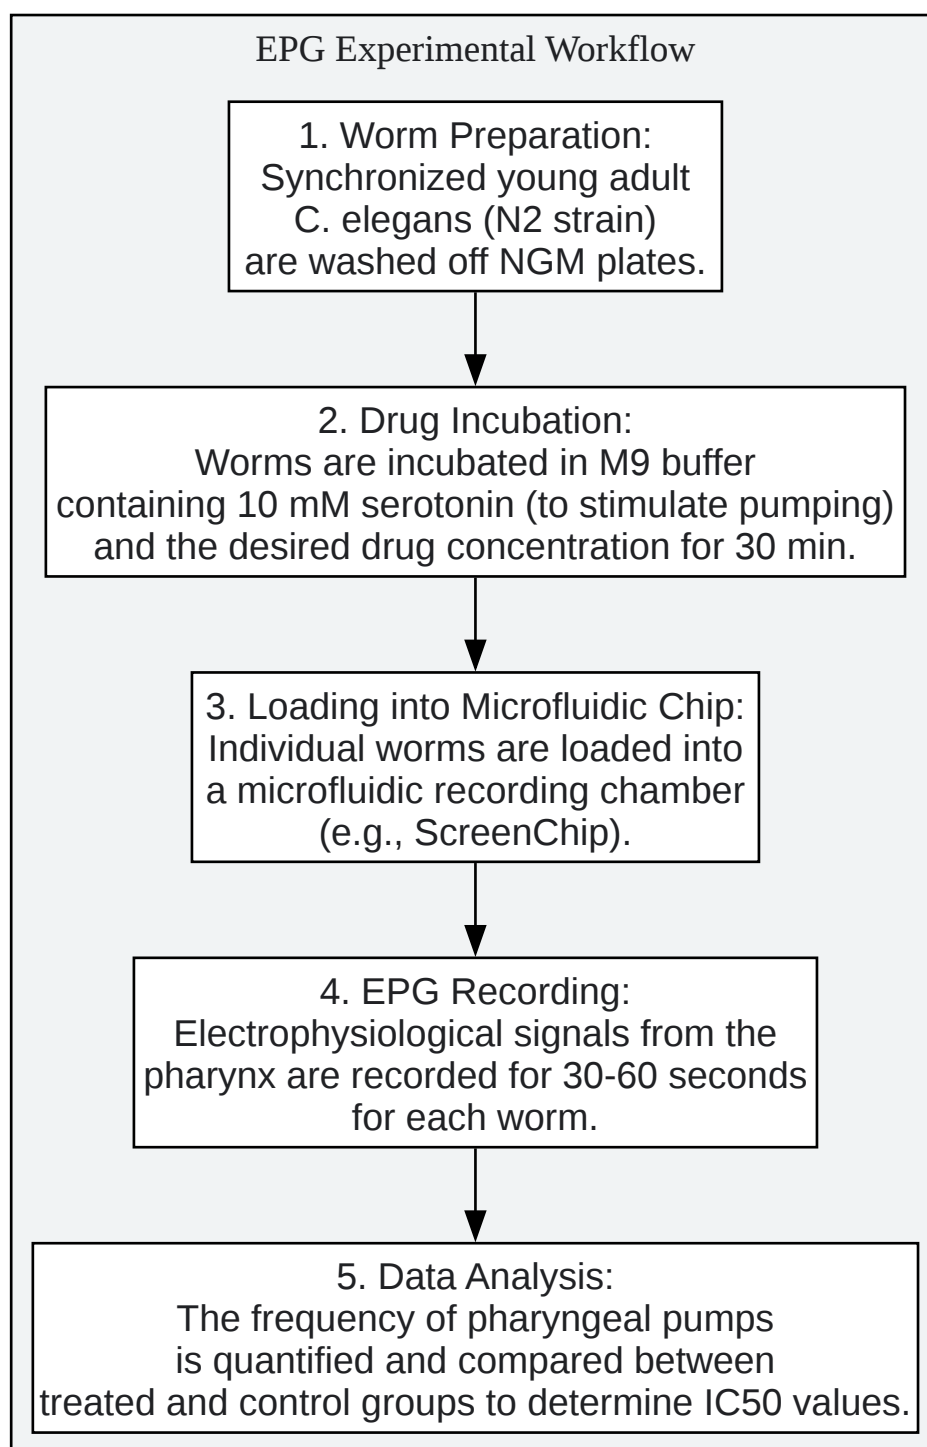 EPG Experimental Workflow
1. Worm Preparation:
Synchronized young adult
C. elegans (N2 strain)
are washed off NGM plates.
2. Drug Incubation:
Worms are incubated in M9 buffer
containing 10 mM serotonin (to stimulate pumping)
and the desired drug concentration for 30 min.
3. Loading into Microfluidic Chip:
Individual worms are loaded into
a microfluidic recording chamber
(e.g., ScreenChip).
4. EPG Recording:
Electrophysiological signals from the
pharynx are recorded for 30-60 seconds
for each worm.
5. Data Analysis:
The frequency of pharyngeal pumps
is quantified and compared between
treated and control groups to determine IC50 values.